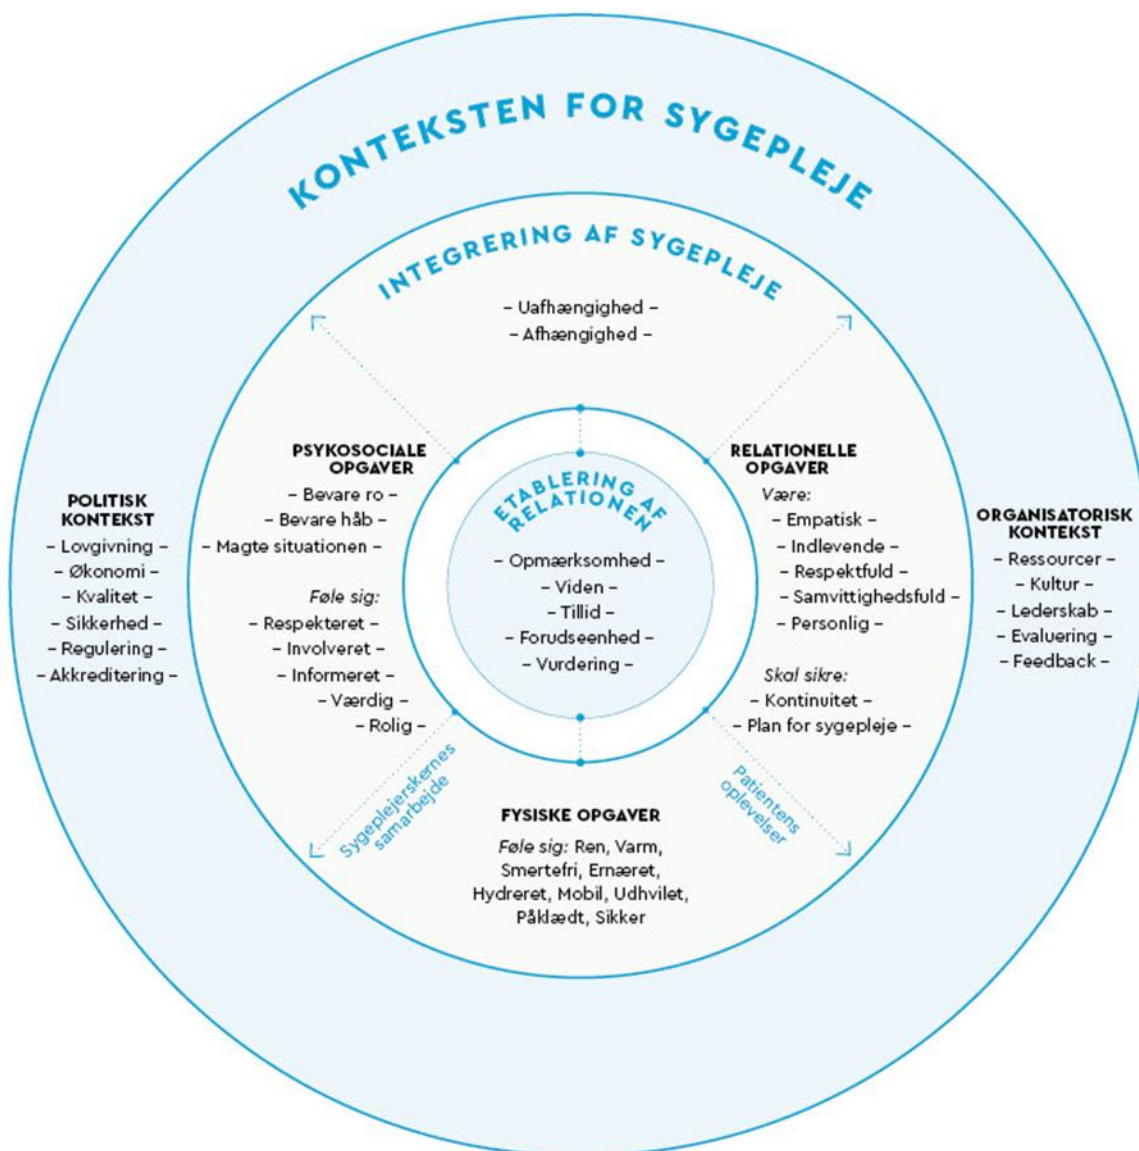 KONTEKSTEN FOR SYGEPLEJE
INTEGRERING AF SYGEPLEJE
– Uafhængighed –
– Afhængighed –
PSYKOSOCIALE
OPGAVER
– Bevare ro –
– Bevare håb –
– Magte situationen –
Føle sig:
– Respekteret –
– Involveret –
– Informeret –
– Værdig –
– Rolig –
RELATIONELLE
OPGAVER
Være:
– Empatisk –
– Indlevende –
– Respektfuld –
– Samvittighedsfuld –
– Personlig –
Skal sikre:
– Kontinuitet –
– Plan for sygepleje –
POLITISK
KONTEKST
– Lovgivning –
– Økonomi –
– Kvalitet –
– Sikkerhed –
– Regulering –
– Akkreditering –
ETABLERING AF
RELATIONEN
– Opmærksomhed –
– Viden –
– Tillid –
– Forudseenhed –
– Vurdering –
ORGANISATORISK
KONTEKST
– Ressourcer –
– Kultur –
– Lederskab –
– Evaluering –
– Feedback –
Sygeplejerskernes
samarbejde
Patientens
oplevelser
FYSISKE OPGAVER
Føle sig: Ren, Varm,
Smertefri, Ernæret,
Hydreret, Mobil, Udhvilet,
Påklædt, Sikker